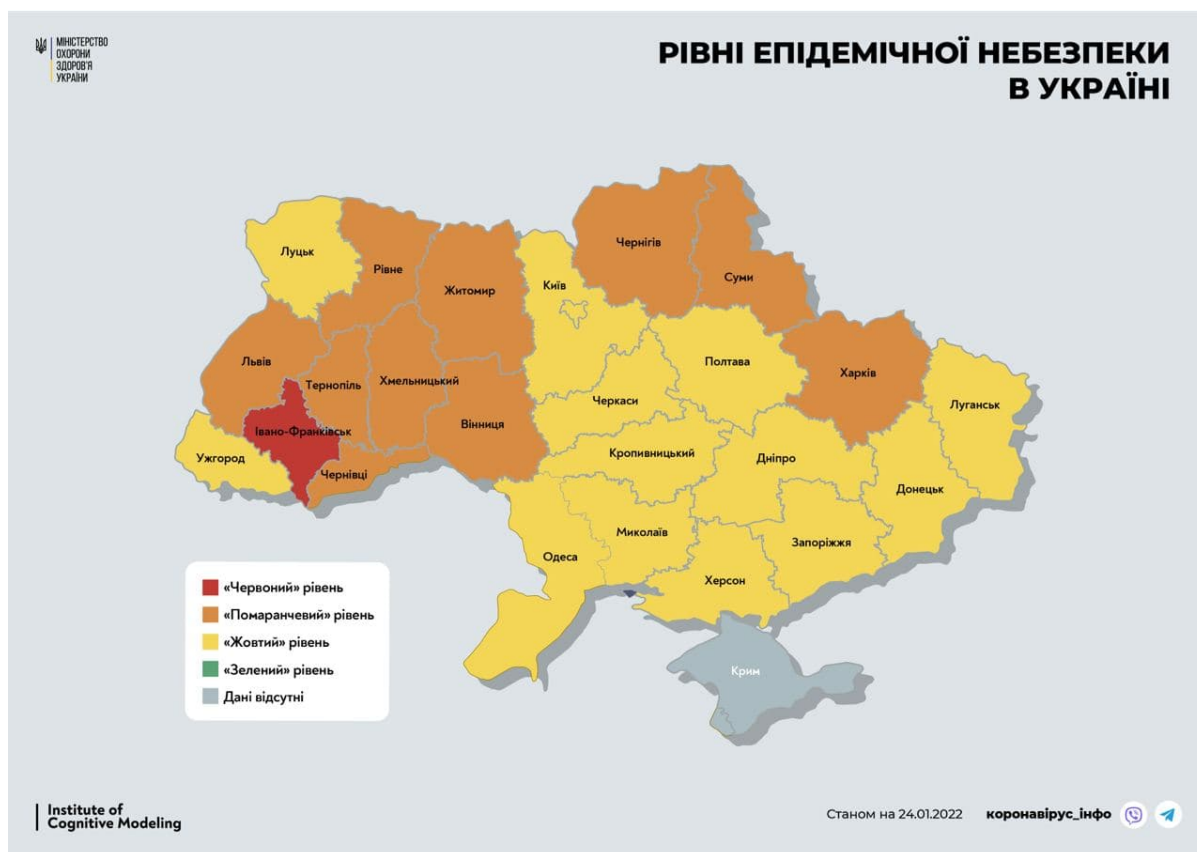 МІНІСТЕРСТВО
ОХОРОНИ
ЗДОРОВ'Я
УКРАЇНИ
РІВНІ ЕПІДЕМІЧНОЇ НЕБЕЗПЕКИ
В УКРАЇНІ
Луцьк
Рівне
Житомир
Київ
Чернігів
Суми
Львів
Тернопіль
Хмельницький
Вінниця
Черкаси
Полтава
Харків
Луганськ
Івано-Франківськ
Ужгород
Чернівці
Кропивницький
Дніпро
Донецьк
Одеса
Миколаїв
Запоріжжя
Херсон
Крим
«Червоний» рівень
«Помаранчевий» рівень
«Жовтий» рівень
«Зелений» рівень
Дані відсутні
Institute of
Cognitive Modeling
Станом на 24.01.2022
коронавірус_інфо